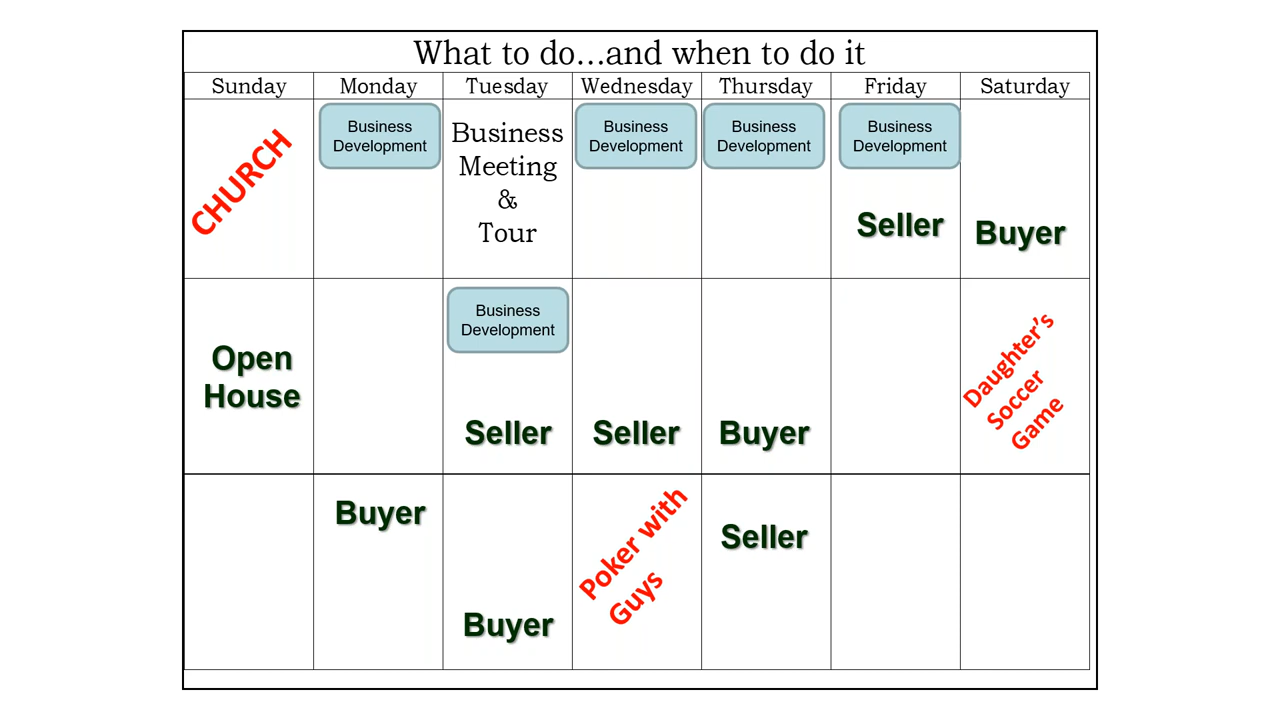 What to do...and when to do it
Sunday
Monday
Tuesday
Wednesday
Thursday
Friday
Saturday
CHURCH
Business
Development
Business
Meeting
&
Tour
Business
Development
Business
Development
Business
Development
Seller
Buyer
Open
House
Business
Development
Seller
Seller
Buyer
Daughter’s
Soccer
Game
Buyer
Buyer
Poker with
Guys
Seller